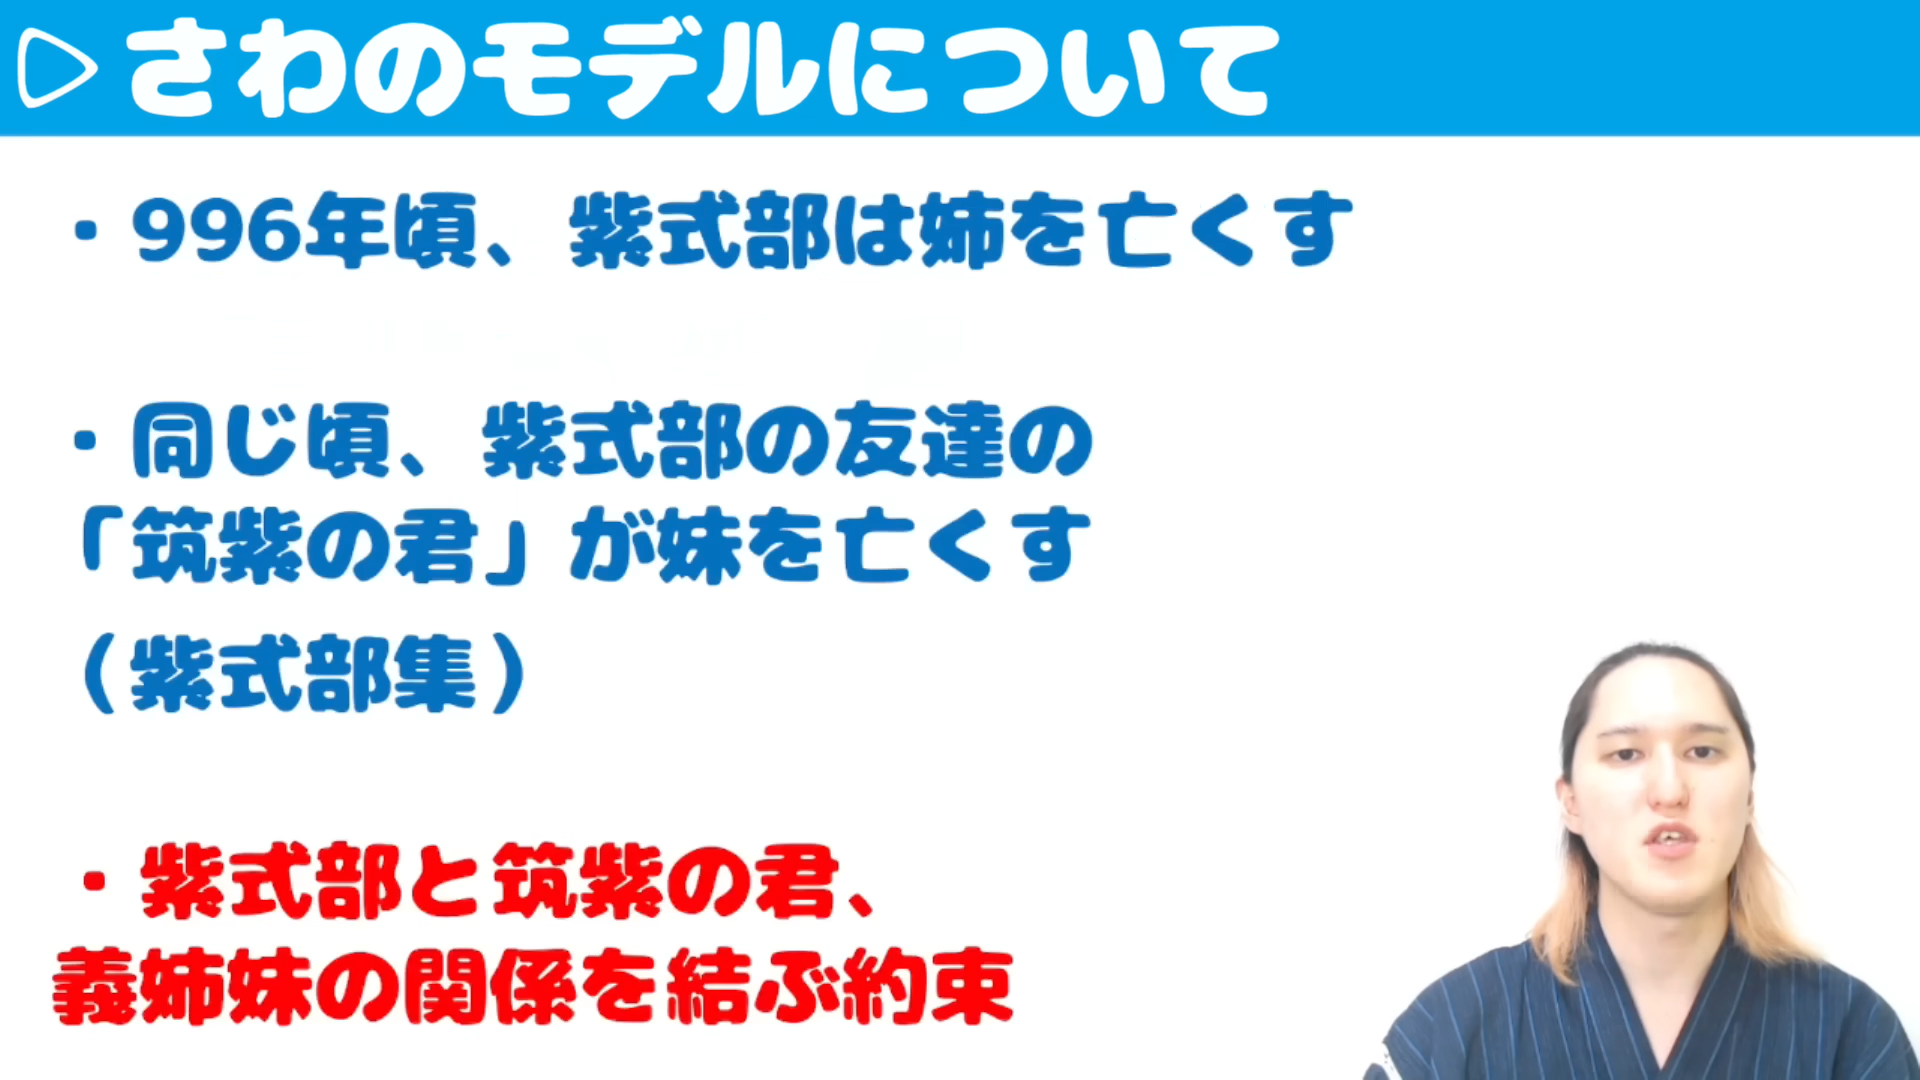 さわのモデルについて
・996年頃、紫式部は姉を亡くす
・同じ頃、紫式部の友達の
「筑紫の君」が妹を亡くす
（紫式部集）
・紫式部と筑紫の君、
義姉妹の関係を結ぶ約束